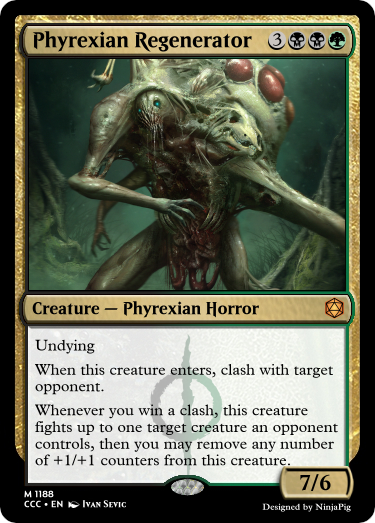 Phyrexian Regenerator 3
Creature — Phyrexian Horror
Undying
When this creature enters, clash with target
opponent.
Whenever you win a clash, this creature
fights up to one target creature an opponent
controls, then you may remove any number
of +1/+1 counters from this creature.
7/6
M 1188
CCC • EN Ivan Sevic
Designed by NinjaPig